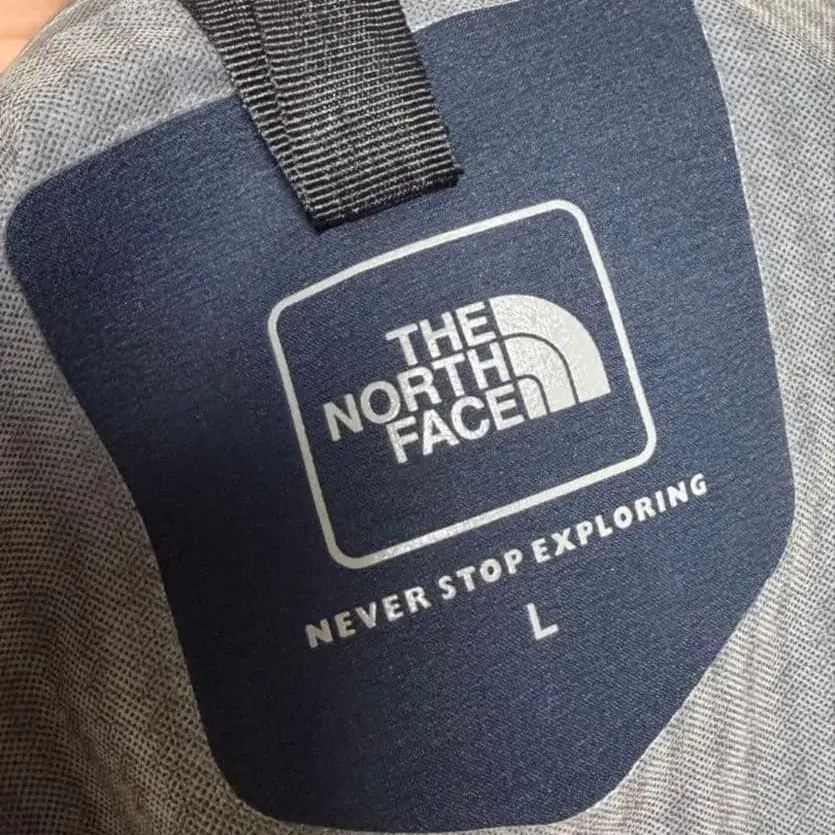 THE
NORTH
FACE
NEVER STOP EXPLORING
L